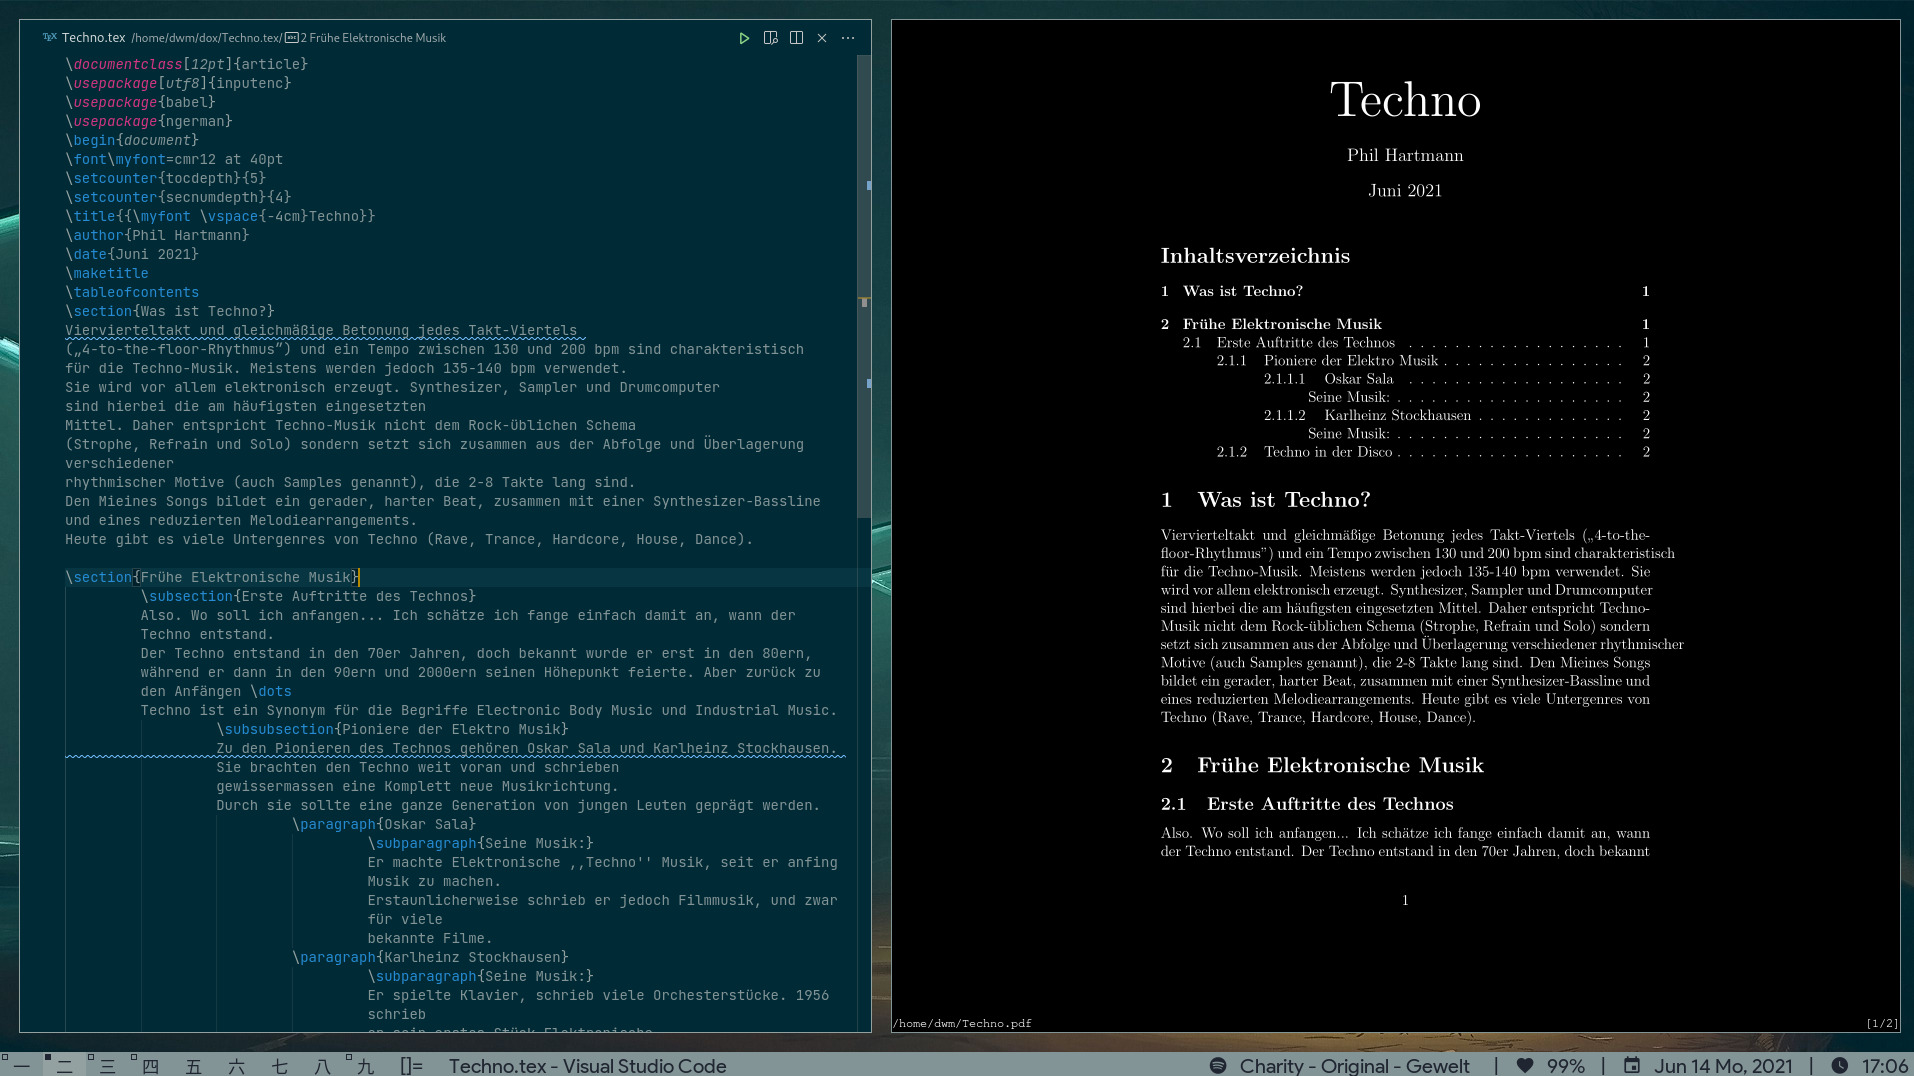 TEX Techno.tex /home/dwm/dox/Techno.tex/ abc 2 Frühe Elektronische Musik
\documentclass[12pt]{article}
\usepackage[utf8]{inputenc}
\usepackage{babel}
\usepackage{ngerman}
\begin{document}
\font\myfont=cmr12 at 40pt
\setcounter{tocdepth}{5}
\setcounter{secnumdepth}{4}
\title{{\myfont \vspace{-4cm}Techno}}
\author{Phil Hartmann}
\date{Juni 2021}
\maketitle
\tableofcontents
\section{Was ist Techno?}
Viervierteltakt und gleichmäßige Betonung jedes Takt-Viertels
(„4-to-the-floor-Rhythmus”) und ein Tempo zwischen 130 und 200 bpm sind charakteristisch
für die Techno-Musik. Meistens werden jedoch 135-140 bpm verwendet.
Sie wird vor allem elektronisch erzeugt. Synthesizer, Sampler und Drumcomputer
sind hierbei die am häufigsten eingesetzten
Mittel. Daher entspricht Techno-Musik nicht dem Rock-üblichen Schema
(Strophe, Refrain und Solo) sondern setzt sich zusammen aus der Abfolge und Überlagerung
verschiedener
rhythmischer Motive (auch Samples genannt), die 2-8 Takte lang sind.
Den Mieines Songs bildet ein gerader, harter Beat, zusammen mit einer Synthesizer-Bassline
und eines reduzierten Melodiearrangements.
Heute gibt es viele Untergenres von Techno (Rave, Trance, Hardcore, House, Dance).
\section{Frühe Elektronische Musik}
\subsection{Erste Auftritte des Technos}
Also. Wo soll ich anfangen... Ich schätze ich fange einfach damit an, wann der
Techno entstand.
Der Techno entstand in den 70er Jahren, doch bekannt wurde er erst in den 80ern,
während er dann in den 90ern und 2000ern seinen Höhepunkt feierte. Aber zurück zu
den Anfängen \dots
Techno ist ein Synonym für die Begriffe Electronic Body Music und Industrial Music.
\subsubsection{Pioniere der Elektro Musik}
Zu den Pionieren des Technos gehören Oskar Sala und Karlheinz Stockhausen.
Sie brachten den Techno weit voran und schrieben
gewissermassen eine Komplett neue Musikrichtung.
Durch sie sollte eine ganze Generation von jungen Leuten geprägt werden.
\paragraph{Oskar Sala}
\subparagraph{Seine Musik:}
Er machte Elektronische ,,Techno'' Musik, seit er anfing
Musik zu machen.
Erstaunlicherweise schrieb er jedoch Filmmusik, und zwar
für viele
bekannte Filme.
\paragraph{Karlheinz Stockhausen}
\subparagraph{Seine Musik:}
Er spielte Klavier, schrieb viele Orchesterstücke. 1956
schrieb
er sein erstes Stück Elektronische
Techno
Phil Hartmann
Juni 2021
Inhaltsverzeichnis
1 Was ist Techno? 1
2 Frühe Elektronische Musik 1
2.1 Erste Auftritte des Technos . . . . . . . . . . . . . . . . . . . 1
2.1.1 Pioniere der Elektro Musik . . . . . . . . . . . . . . . . 2
2.1.1.1 Oskar Sala . . . . . . . . . . . . . . . . . . . 2
Seine Musik: . . . . . . . . . . . . . . . . . . . . 2
2.1.1.2 Karlheinz Stockhausen . . . . . . . . . . . . . 2
Seine Musik: . . . . . . . . . . . . . . . . . . . . 2
2.1.2 Techno in der Disco . . . . . . . . . . . . . . . . . . . . 2
1 Was ist Techno?
Viervierteltakt und gleichmäßige Betonung jedes Takt-Viertels („4-to-the-
floor-Rhythmus”) und ein Tempo zwischen 130 und 200 bpm sind charakteristisch
für die Techno-Musik. Meistens werden jedoch 135-140 bpm verwendet. Sie
wird vor allem elektronisch erzeugt. Synthesizer, Sampler und Drumcomputer
sind hierbei die am häufigsten eingesetzten Mittel. Daher entspricht Techno-
Musik nicht dem Rock-üblichen Schema (Strophe, Refrain und Solo) sondern
setzt sich zusammen aus der Abfolge und Überlagerung verschiedener rhythmischer
Motive (auch Samples genannt), die 2-8 Takte lang sind. Den Mieines Songs
bildet ein gerader, harter Beat, zusammen mit einer Synthesizer-Bassline und
eines reduzierten Melodiearrangements. Heute gibt es viele Untergenres von
Techno (Rave, Trance, Hardcore, House, Dance).
2 Frühe Elektronische Musik
2.1 Erste Auftritte des Technos
Also. Wo soll ich anfangen... Ich schätze ich fange einfach damit an, wann
der Techno entstand. Der Techno entstand in den 70er Jahren, doch bekannt
1
/home/dwm/Techno.pdf [1/2]
一 二 三 四 五 六 七 八 九 []= Techno.tex - Visual Studio Code Charity - Original - Gewelt | 99% | Jun 14 Mo, 2021 | 17:06